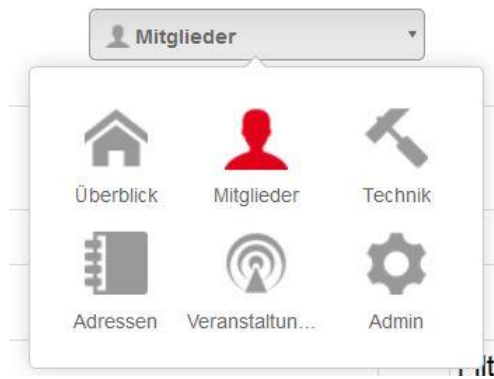 Mitglieder
Überblick Mitglieder Technik
Adressen Veranstaltun... Admin